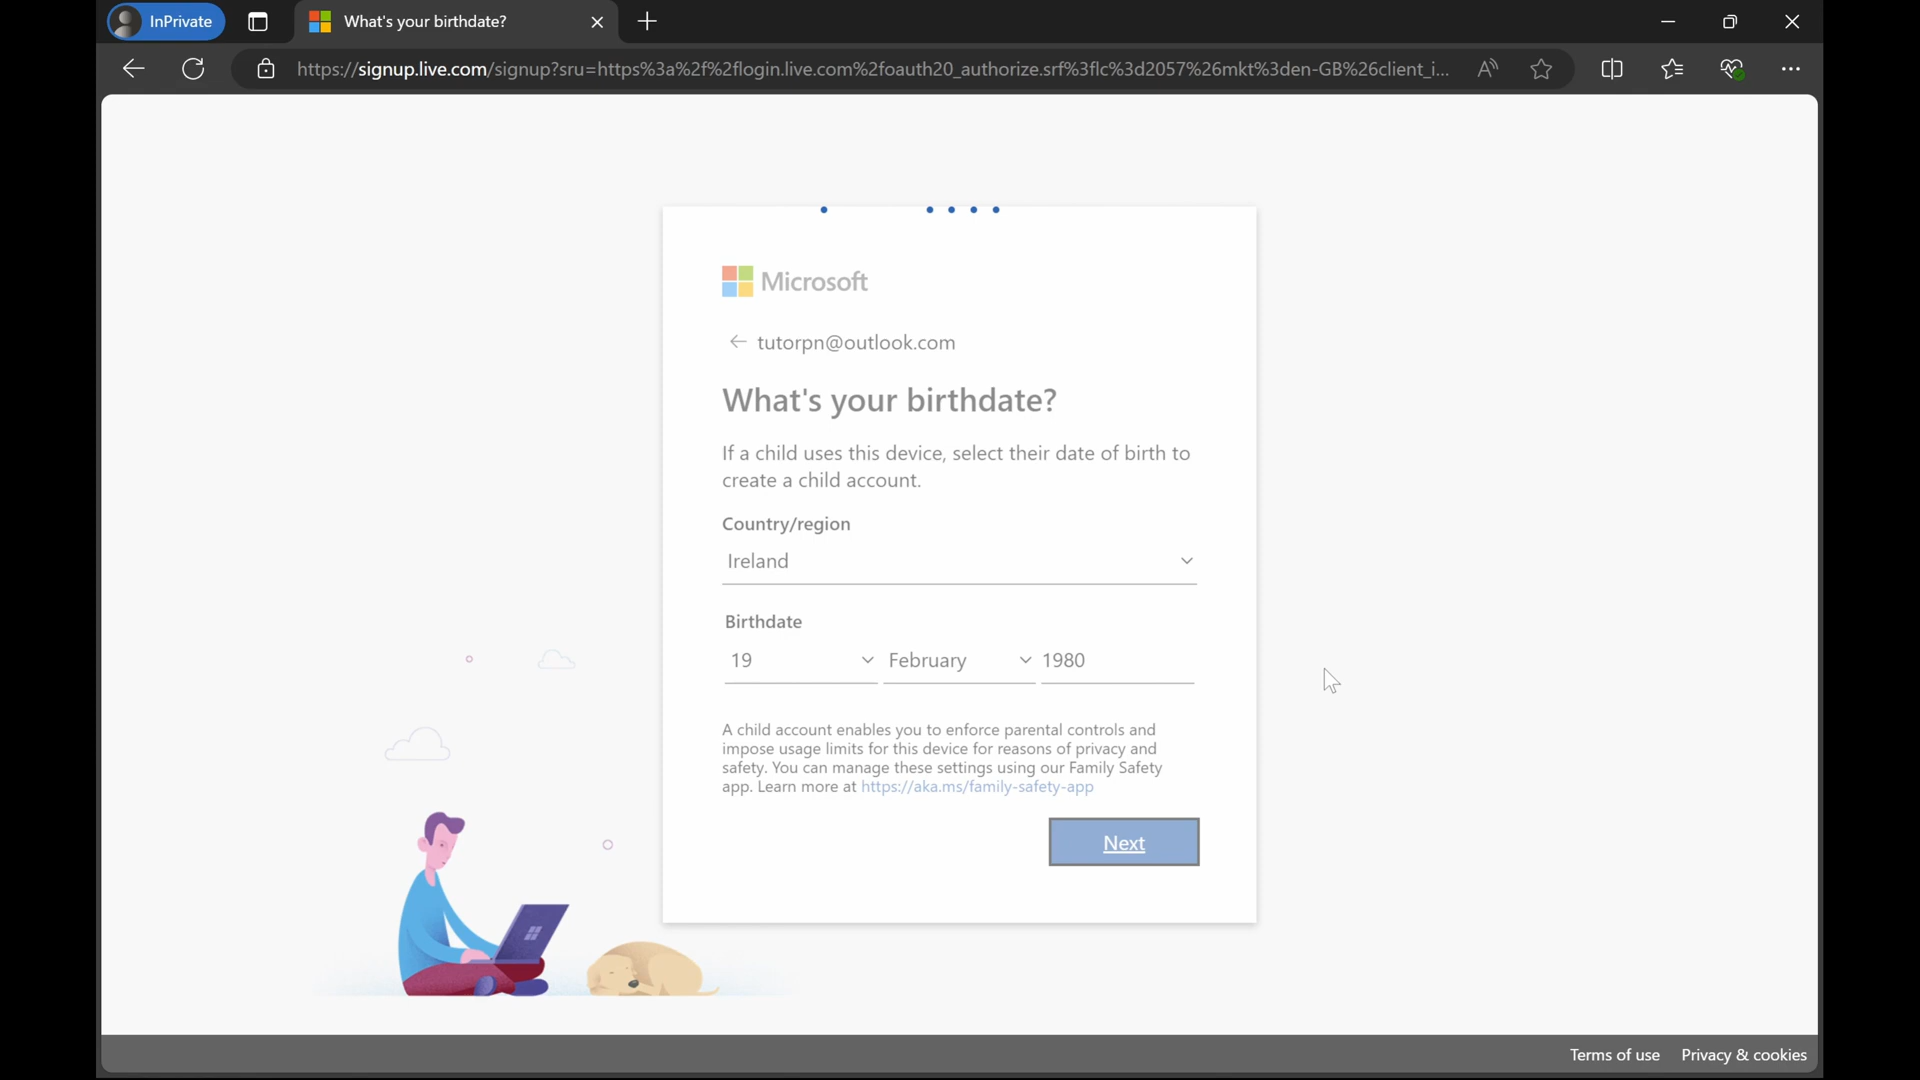 InPrivate
What's your birthdate?
https://signup.live.com/signup?sru=https%3a%2f%2flogin.live.com%2foauth20_authorize.srf%3flc%3d2057%26mkt%3den-GB%26client_i...
Microsoft
tutorpn@outlook.com
What's your birthdate?
If a child uses this device, select their date of birth to
create a child account.
Country/region
Ireland
Birthdate
19 February 1980
A child account enables you to enforce parental controls and
impose usage limits for this device for reasons of privacy and
safety. You can manage these settings using our Family Safety
app. Learn more at https://aka.ms/family-safety-app
Next
Terms of use Privacy & cookies